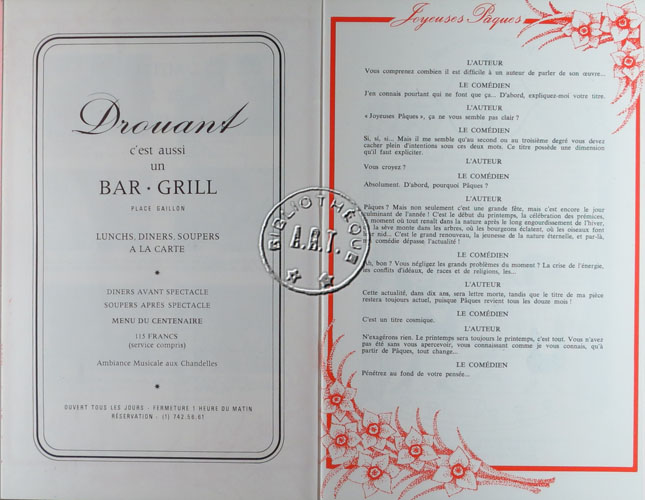 Drouant
c'est aussi
un
BAR · GRILL
PLACE GAILLON
LUNCHS, DINERS, SOUPERS
A LA CARTE
DINERS AVANT SPECTACLE
SOUPERS APRÈS SPECTACLE
MENU DU CENTENAIRE
115 FRANCS
(service compris)
Ambiance Musicale aux Chandelles
OUVERT TOUS LES JOURS - FERMETURE 1 HEURE DU MATIN
RÉSERVATION - (1) 742.56.61
BIBLIOTHÈQUE
A.R.T.
Joyeuses Pâques
L'AUTEUR
Vous comprenez combien il est difficile à un auteur de parler de son œuvre...
LE COMÉDIEN
J'en connais pourtant qui ne font que ça... D'abord, expliquez-moi votre titre.
L'AUTEUR
« Joyeuses Pâques », ça ne vous semble pas clair ?
LE COMÉDIEN
Si, si, si... Mais il me semble qu'au second ou au troisième degré vous devez
cacher plein d'intentions sous ces deux mots. Ce titre possède une dimension
qu'il faut expliciter.
L'AUTEUR
Vous croyez ?
LE COMÉDIEN
Absolument. D'abord, pourquoi Pâques ?
L'AUTEUR
Pâques ? Mais non seulement c'est une grande fête, mais c'est encore le jour
culminant de l'année ! C'est le début du printemps, la célébration des prémices,
moment où tout renaît dans la nature après le long engourdissement de l'hiver,
la sève monte dans les arbres, où les bourgeons éclatent, où les oiseaux font
nid... C'est le grand renouveau, la jeunesse de la nature éternelle, et par-là,
comédie dépasse l'actualité !
LE COMÉDIEN
Ah, bon ? Vous négligez les grands problèmes du moment ? La crise de l'énergie,
les conflits d'idéaux, de races et de religions, les...
L'AUTEUR
Cette actualité, dans dix ans, sera lettre morte, tandis que le titre de ma pièce
restera toujours actuel, puisque Pâques revient tous les douze mois !
LE COMÉDIEN
C'est un titre cosmique.
L'AUTEUR
N'exagérons rien. Le printemps sera toujours le printemps, c'est tout. Vous n'avez
pas été sans vous apercevoir, vous connaissant comme je vous connais, qu'à
partir de Pâques, tout change...
LE COMÉDIEN
Pénétrez au fond de votre pensée...